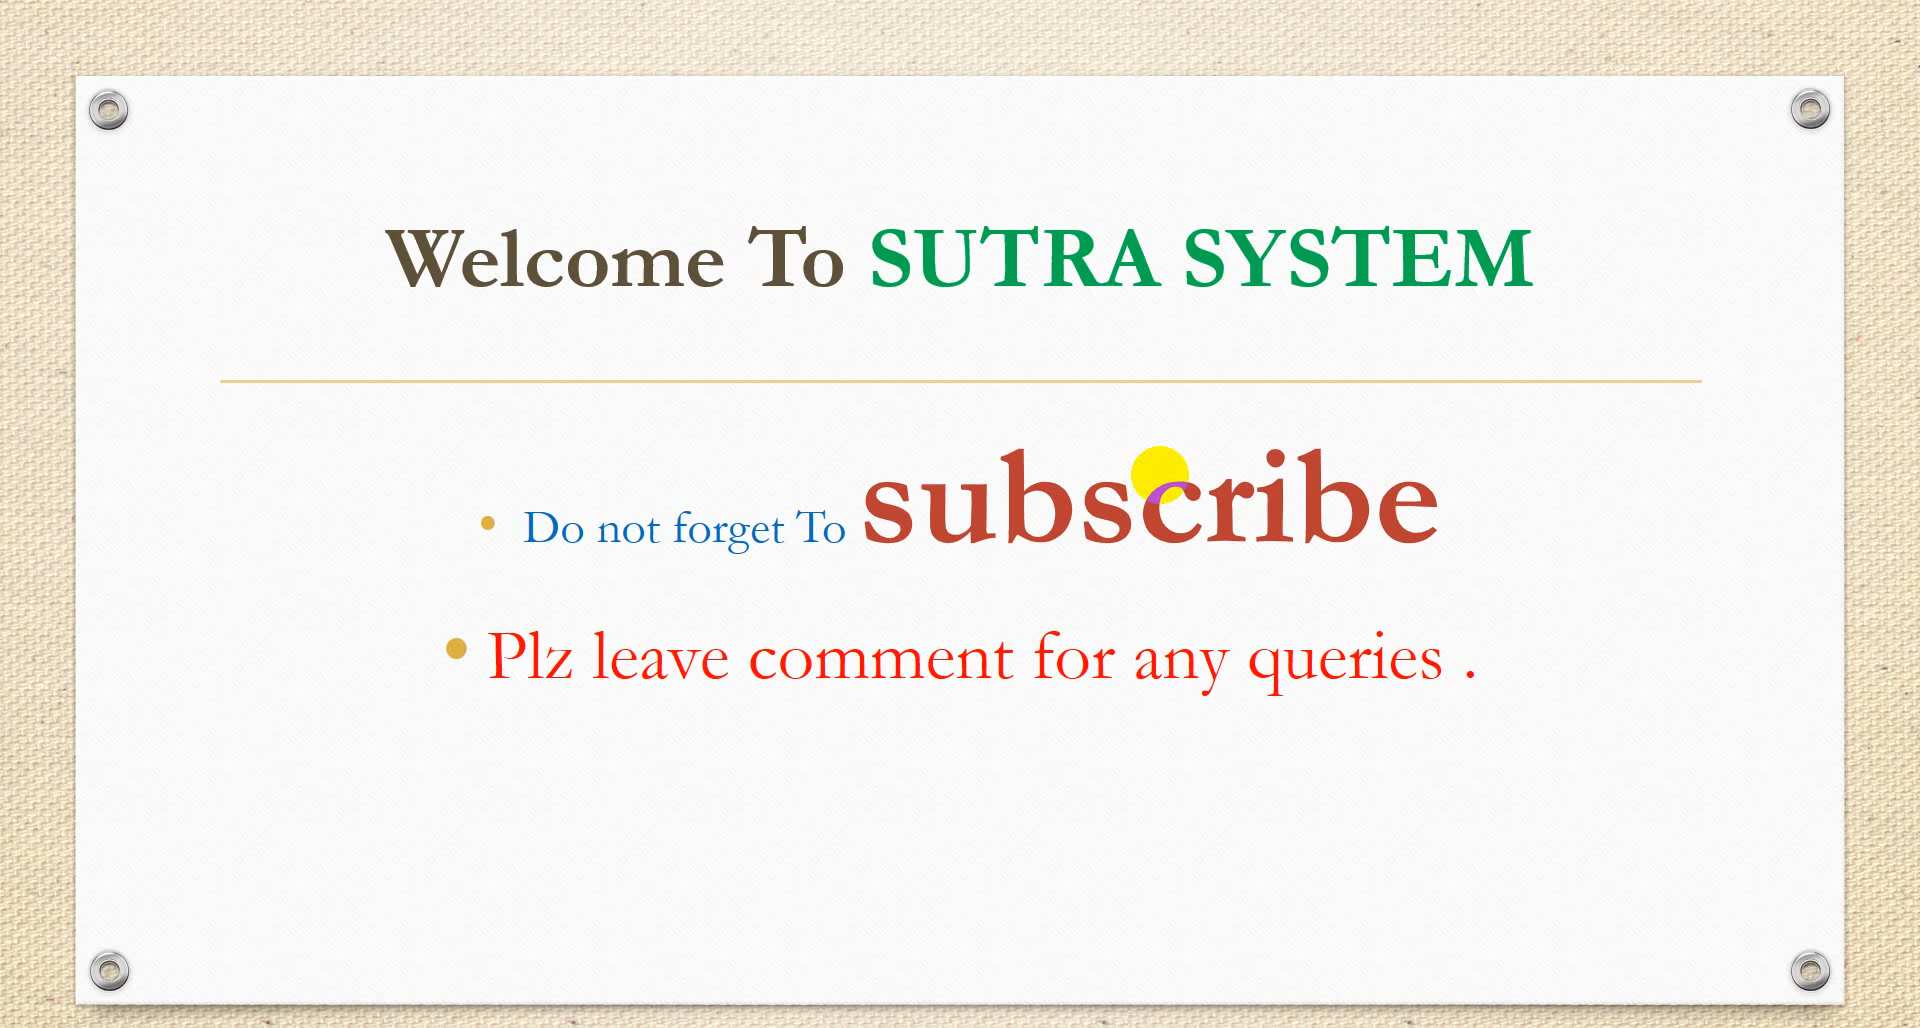 Welcome To SUTRA SYSTEM
• Do not forget To subscribe
• Plz leave comment for any queries .